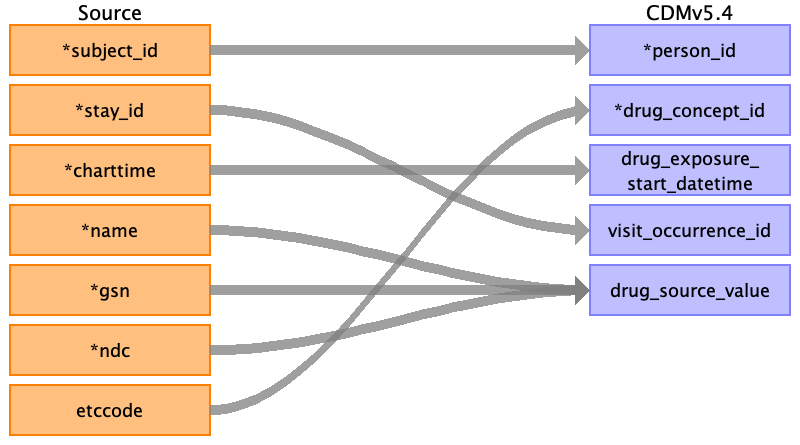 Source
CDMv5.4
*subject_id
*person_id
*stay_id
*drug_concept_id
*charttime
drug_exposure_
start_datetime
*name
visit_occurrence_id
*gsn
drug_source_value
*ndc
etccode